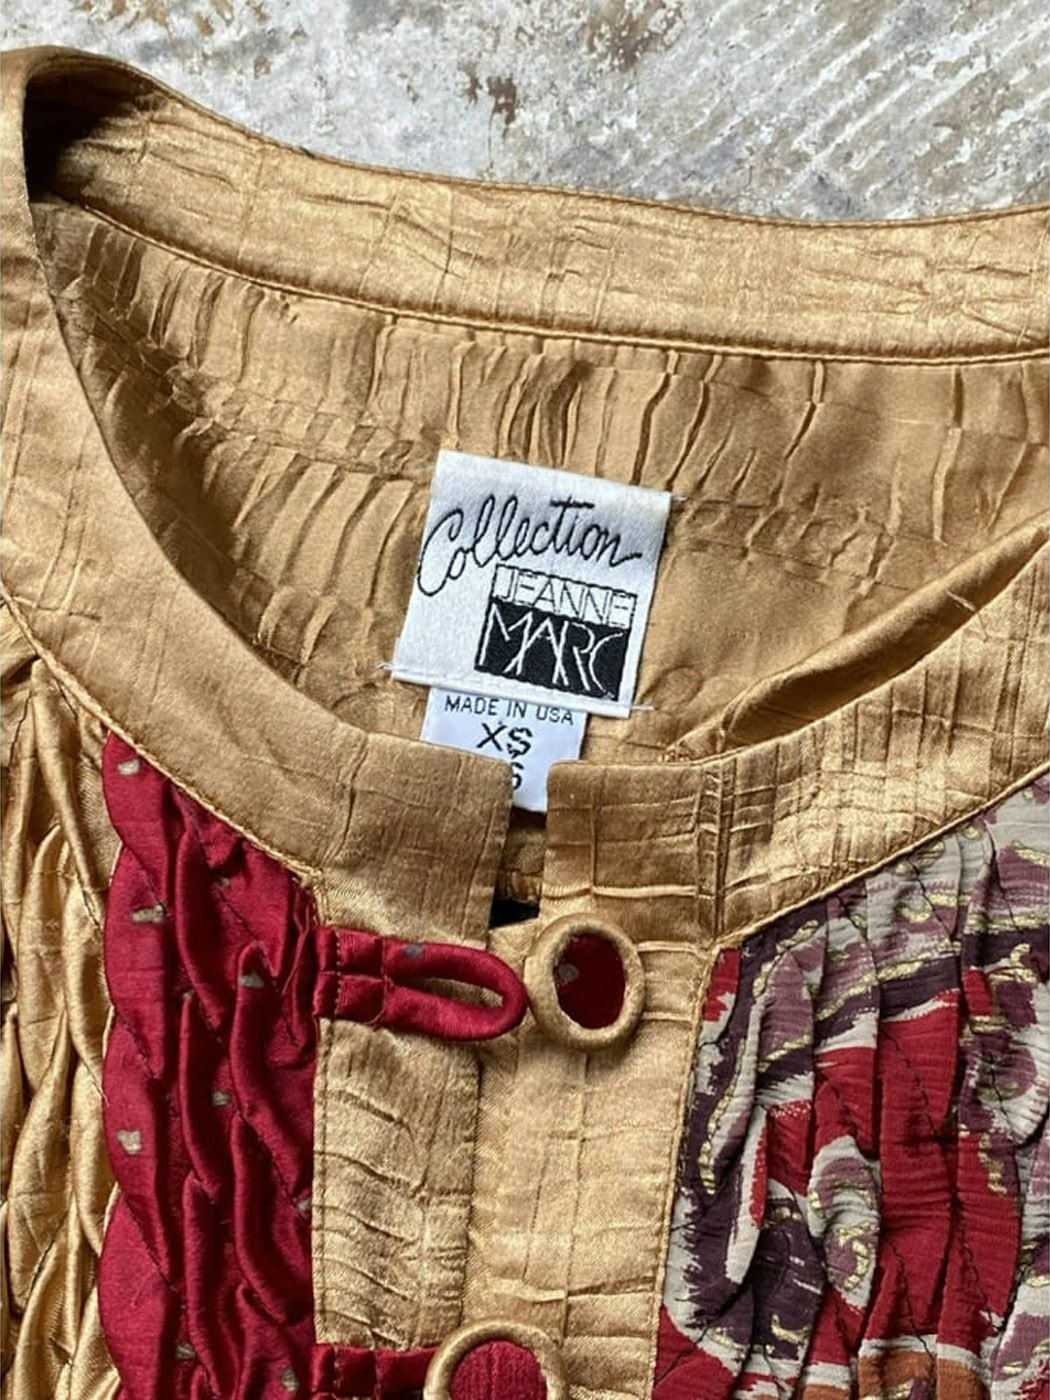 Collection
JEANNE
MARC
MADE IN USA
XS